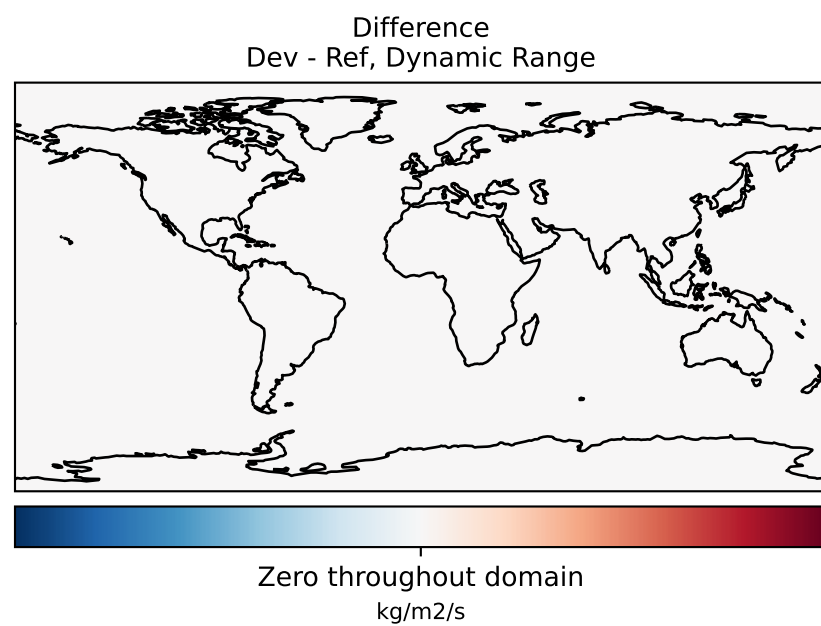 Difference
Dev - Ref, Dynamic Range
Zero throughout domain
kg/m2/s